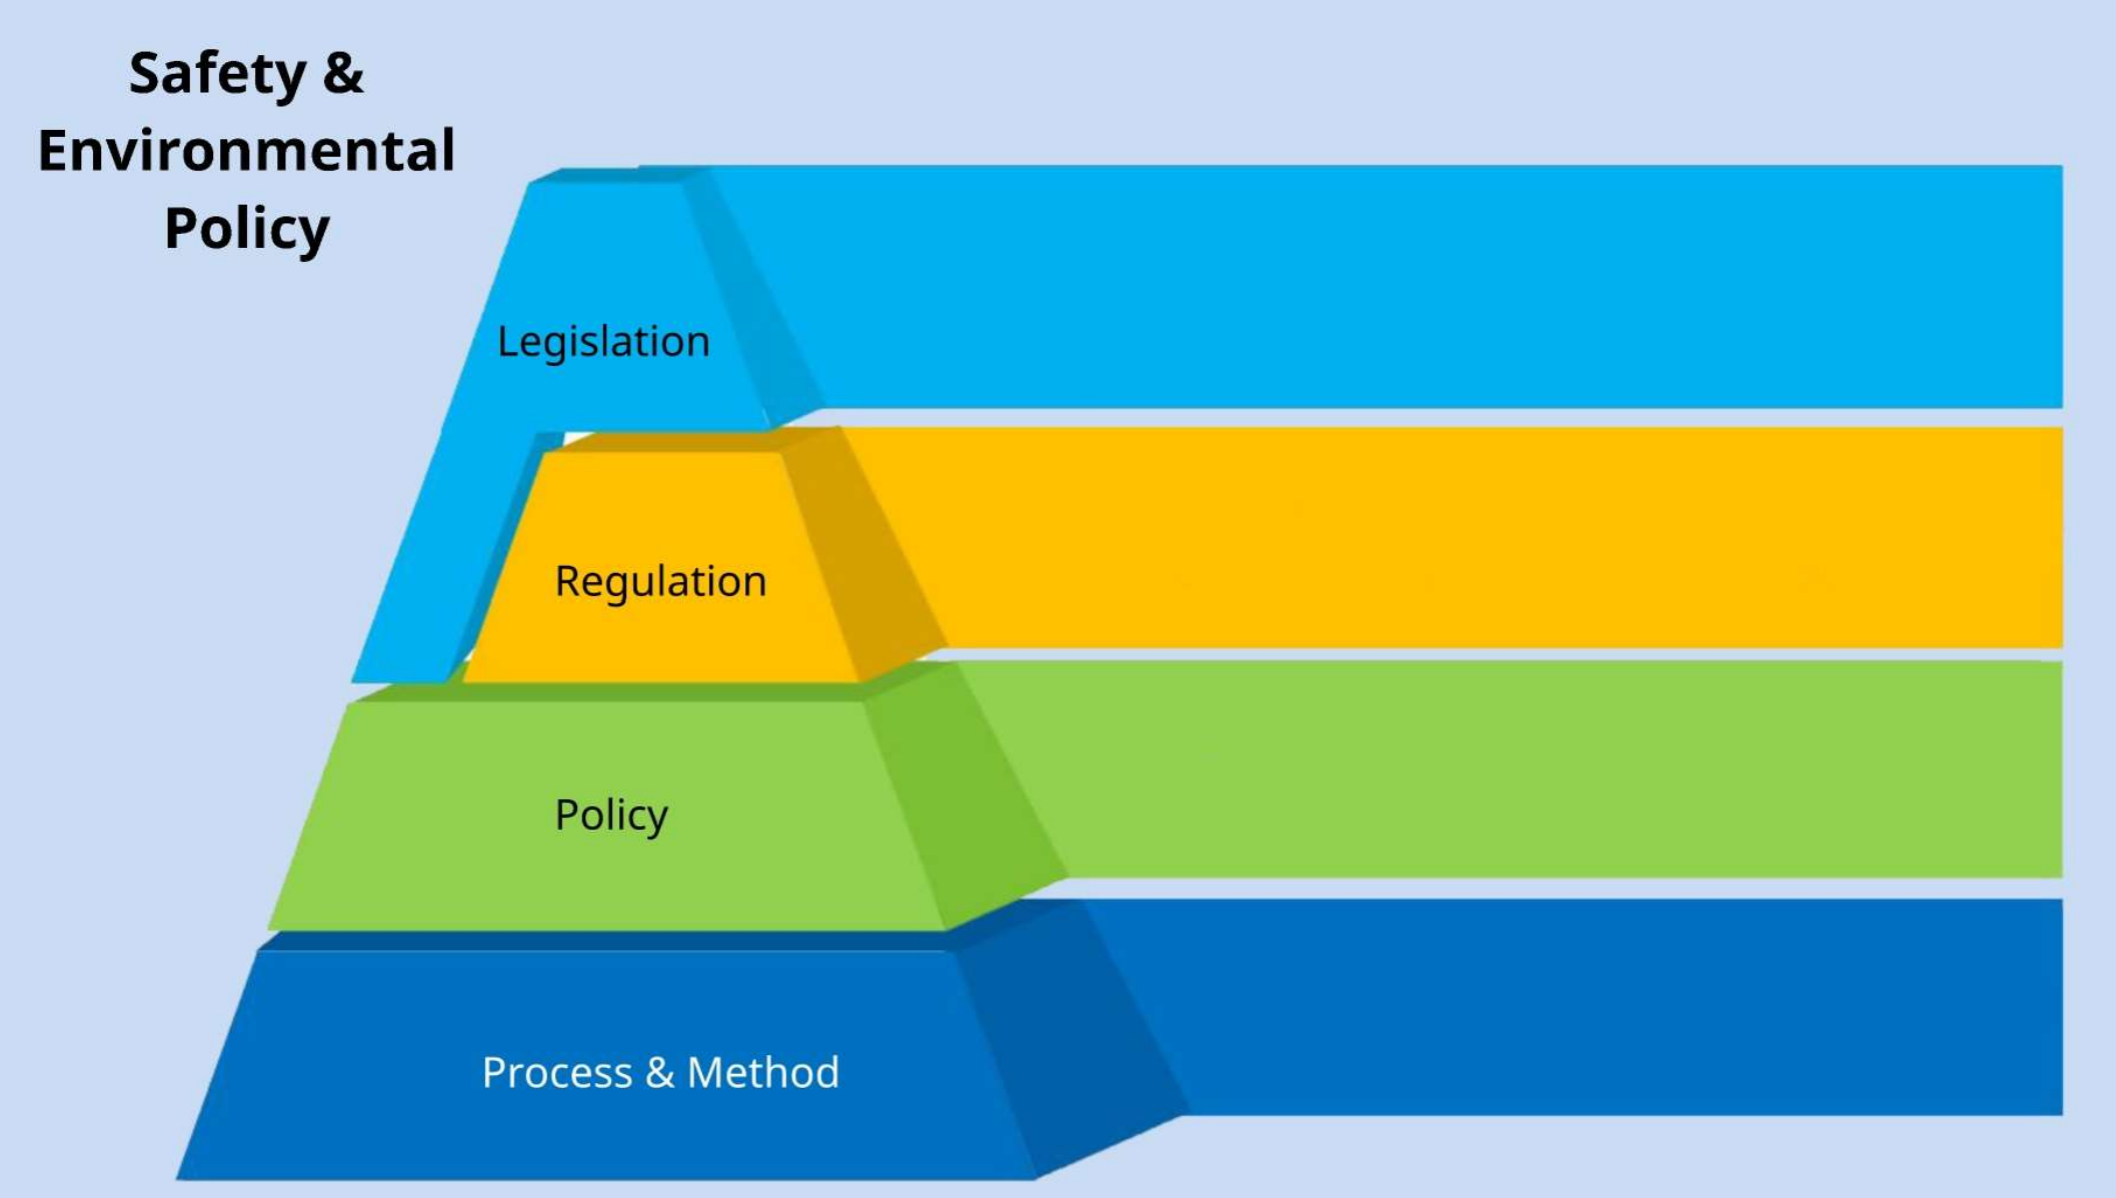 Safety &
Environmental
Policy
Legislation
Regulation
Policy
Process & Method